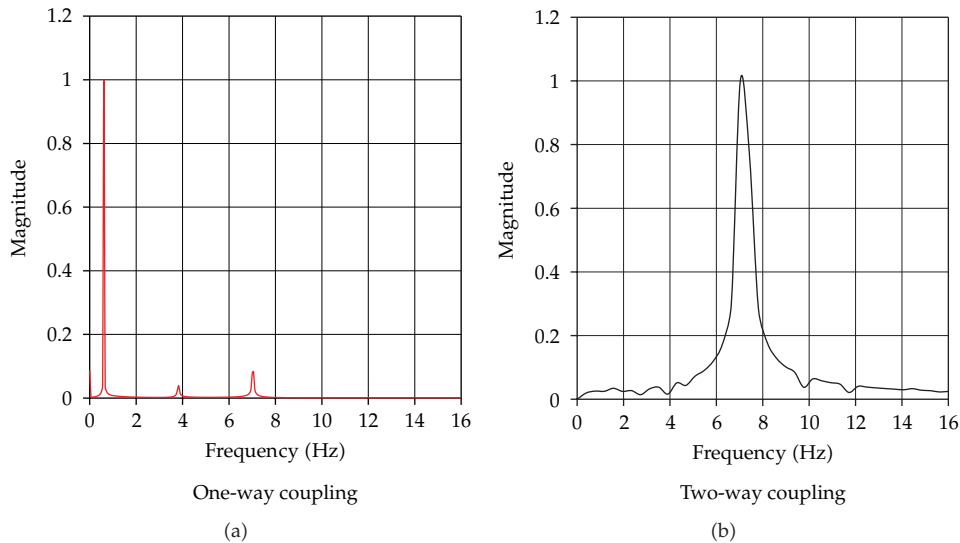 1.2
1
0.8
0.6
0.4
0.2
0
Magnitude
0 2 4 6 8 10 12 14 16
Frequency (Hz)
One-way coupling
(a)
1.2
1
0.8
0.6
0.4
0.2
0
Magnitude
0 2 4 6 8 10 12 14 16
Frequency (Hz)
Two-way coupling
(b)